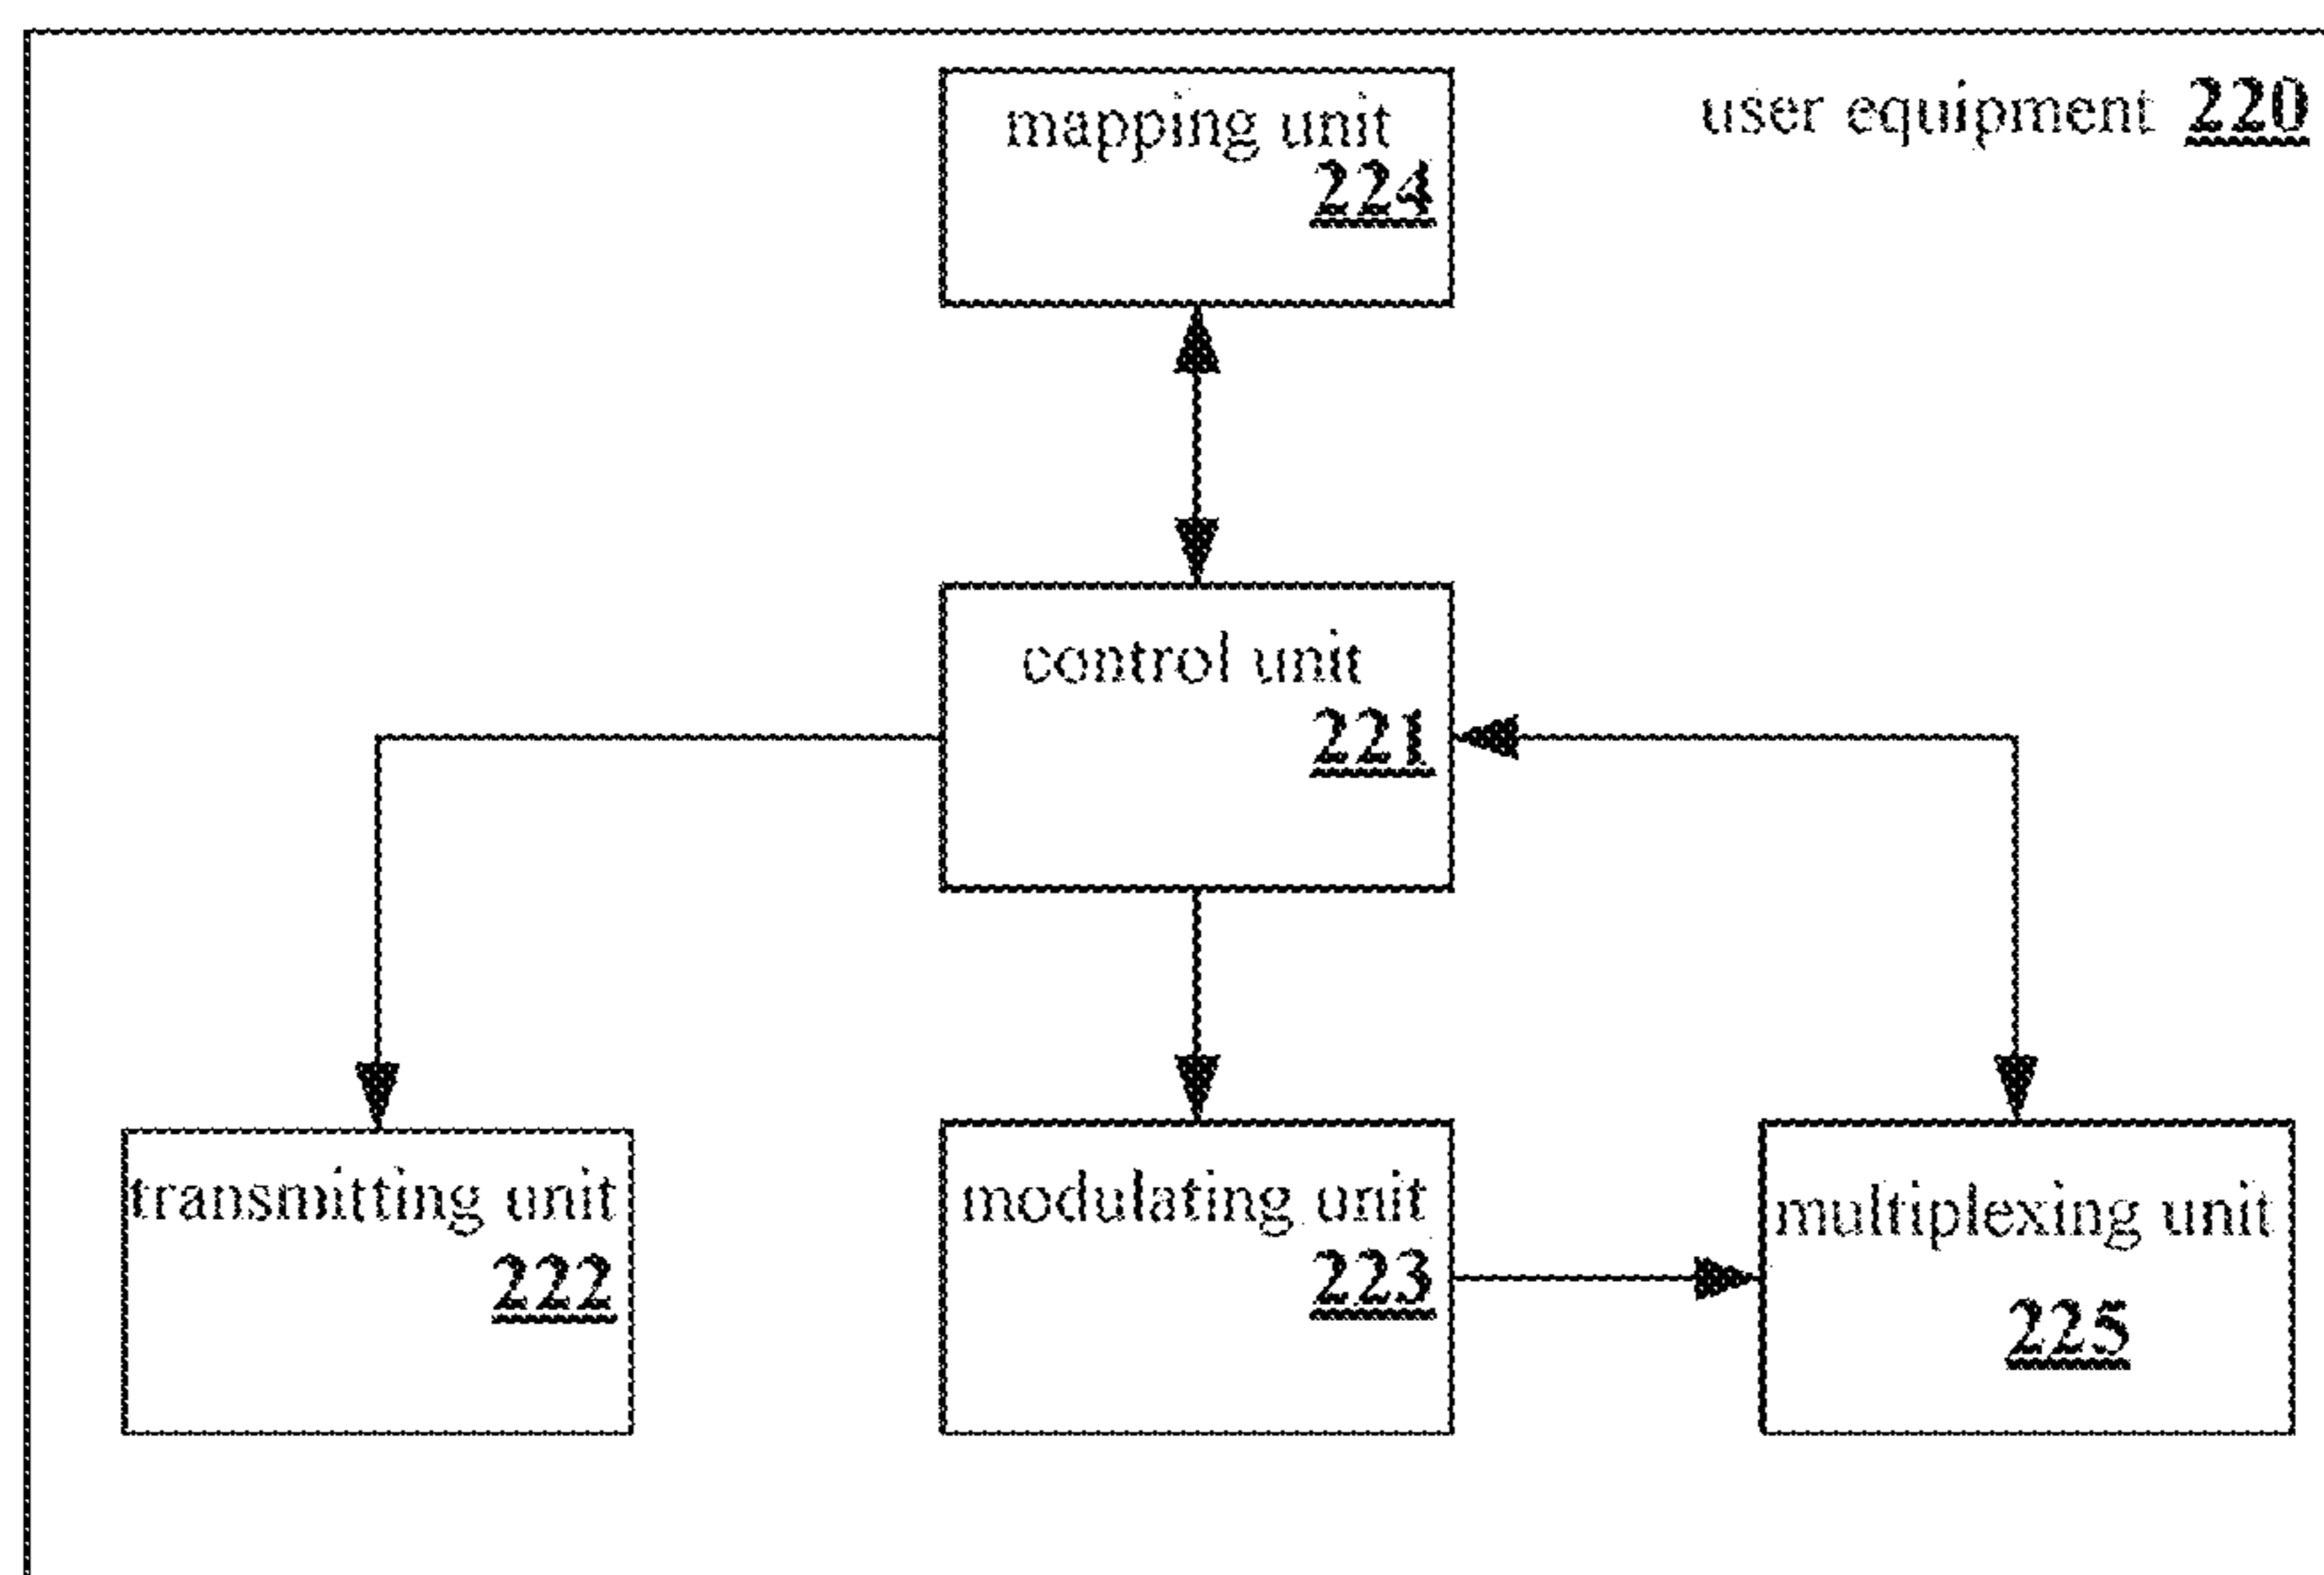 user equipment 220
mapping unit
224
control unit
221
transmitting unit
222
modulating unit
223
multiplexing unit
225